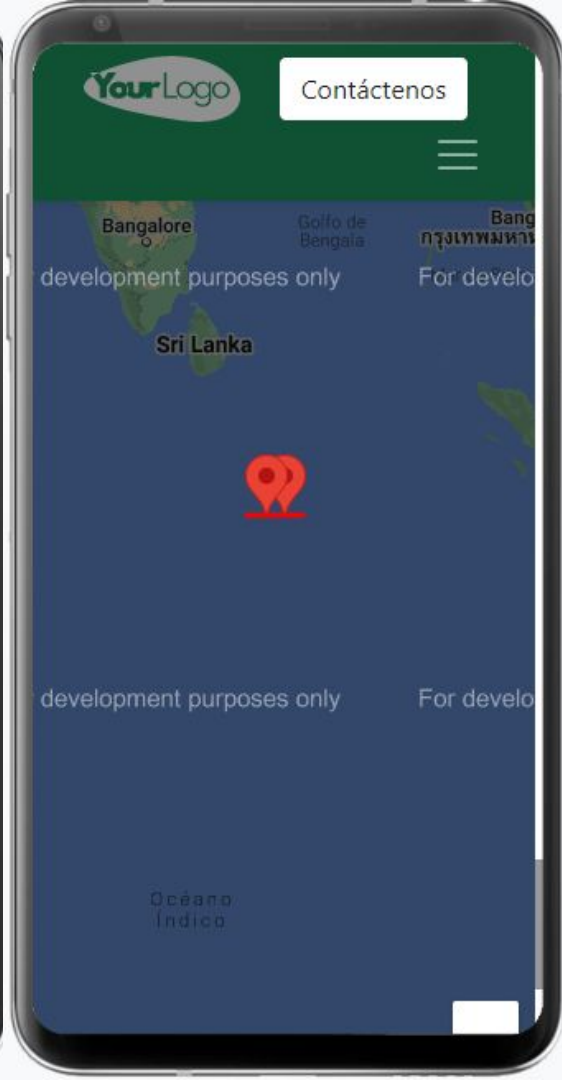 YourLogo
Contáctenos
Bangalore
Golfo de
Bengala
Bang
กรุงเทพมหาน
development purposes only
For develo
Sri Lanka
development purposes only
For develo
Océano
Índico